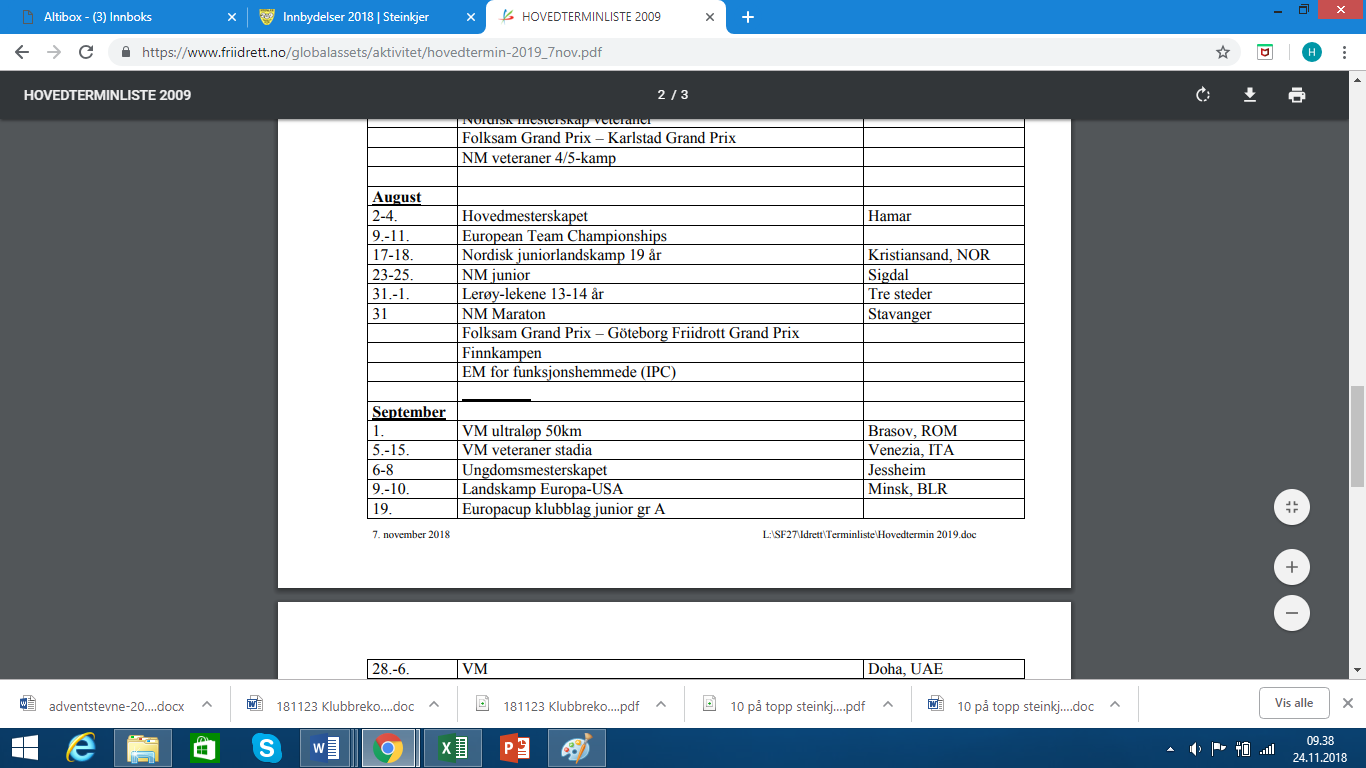 Altibox - (3) Innboks
Innbydelser 2018 | Steinkjer
HOVEDTERMINLISTE 2009
https://www.friidrett.no/globalassets/aktivitet/hovedtermin-2019_7nov.pdf
H
HOVEDTERMINLISTE 2009
2 / 3
Nordisk mesterskap veteraner
Folksam Grand Prix – Karlstad Grand Prix
NM veteraner 4/5-kamp
August
2-4. Hovedmesterskapet Hamar
9.-11. European Team Championships
17-18. Nordisk juniorlandskamp 19 år Kristiansand, NOR
23-25. NM junior Sigdal
31.-1. Lerøy-lekene 13-14 år Tre steder
31 NM Maraton Stavanger
Folksam Grand Prix – Göteborg Friidrott Grand Prix
Finnkampen
EM for funksjonshemmede (IPC)
September
1. VM ultraløp 50km Brasov, ROM
5.-15. VM veteraner stadia Venezia, ITA
6-8 Ungdomsmesterskapet Jessheim
9.-10. Landskamp Europa-USA Minsk, BLR
19. Europacup klubblag junior gr A
7. november 2018 L:\SF27\Idrett\Terminliste\Hovedtermin 2019.doc
28.-6. VM Doha, UAE
adventstevne-20....docx
181123 Klubbreko....doc
181123 Klubbreko....pdf
10 på topp steinkj....pdf
10 på topp steinkj....doc
Vis alle
09.38
24.11.2018